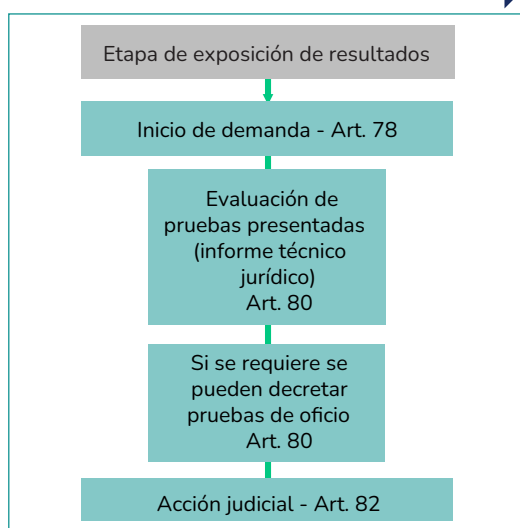 Etapa de exposición de resultados
Inicio de demanda - Art. 78
Evaluación de
pruebas presentadas
(informe técnico
jurídico)
Art. 80
Si se requiere se
pueden decretar
pruebas de oficio
Art. 80
Acción judicial - Art. 82